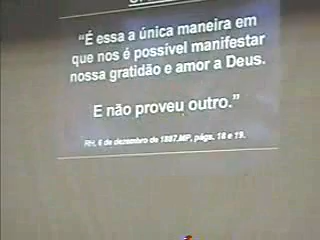 “É essa a única maneira em
que nos é possível manifestar
nossa gratidão e amor a Deus.
E não proveu outro.”
RH, 6 de dezembro de 1887.MP, págs. 18 e 19.